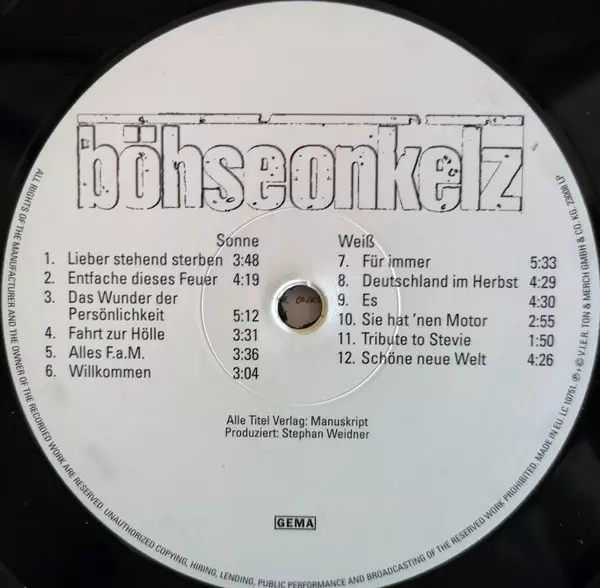 böhseonkelz
Sonne
1. Lieber stehend sterben 3:48
2. Entfache dieses Feuer 4:19
3. Das Wunder der
Persönlichkeit 5:12
4. Fahrt zur Hölle 3:31
5. Alles F.a.M. 3:36
6. Willkommen 3:04
Weiß
7. Für immer 5:33
8. Deutschland im Herbst 4:29
9. Es 4:30
10. Sie hat 'nen Motor 2:55
11. Tribute to Stevie 1:50
12. Schöne neue Welt 4:26
Alle Titel Verlag: Manuskript
Produziert: Stephan Weidner
GEMA
ALL RIGHTS OF THE MANUFACTURER AND THE OWNER OF THE RECORDED WORK ARE RESERVED. UNAUTHORIZED COPYING, HIRING, LENDING, PUBLIC PERFORMANCE AND BROADCASTING OF THE RECORDED WORK PROHIBITED. MADE IN EU. LC 10751. ℗ + © V.I.E.R. TON & MERCH GMBH & CO. KG. 23008 LP